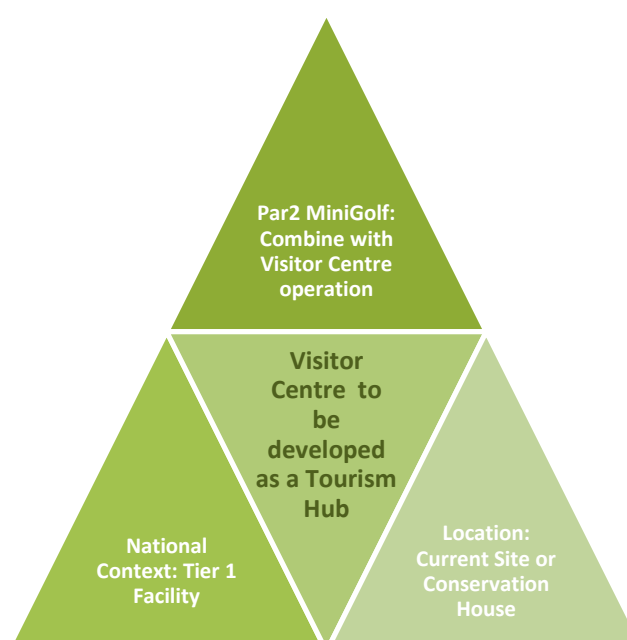 Par2 MiniGolf:
Combine with
Visitor Centre
operation
Visitor
Centre to
be
developed
as a Tourism
Hub
National
Context: Tier 1
Facility
Location:
Current Site or
Conservation
House